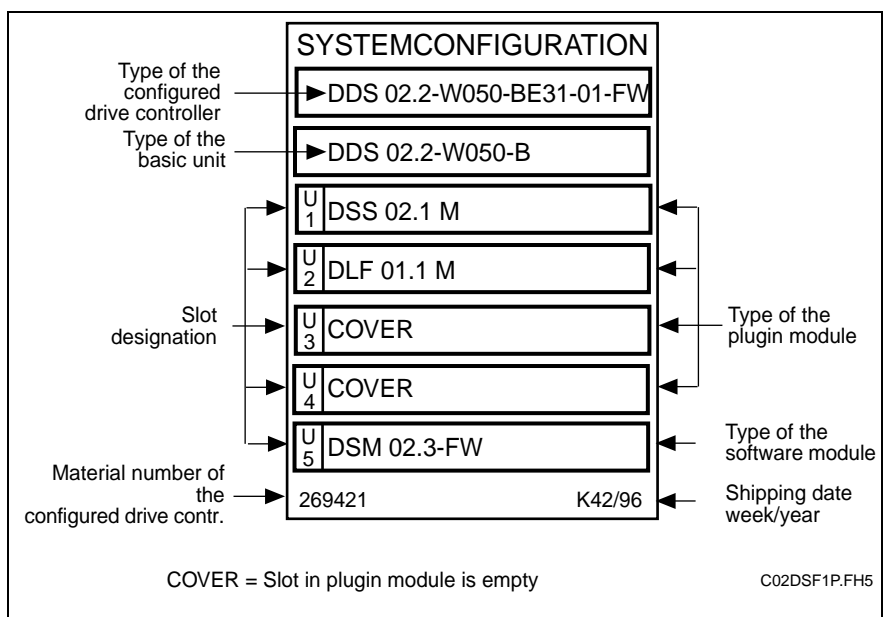 SYSTEMCONFIGURATION
Type of the
configured
drive controller
DDS 02.2-W050-BE31-01-FW
Type of the
basic unit
DDS 02.2-W050-B
U
1
DSS 02.1 M
U
2
DLF 01.1 M
Slot
designation
U
3
COVER
Type of the
plugin module
U
4
COVER
U
5
DSM 02.3-FW
Type of the
software module
Material number of
the
configured drive contr.
269421
K42/96
Shipping date
week/year
COVER = Slot in plugin module is empty
C02DSF1P.FH5